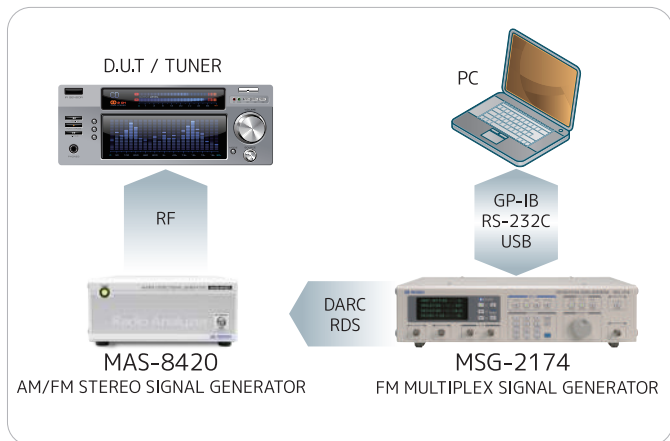 D.U.T / TUNER
PC
RF
GP-IB
RS-232C
USB
DARC
RDS
MAS-8420
AM/FM STEREO SIGNAL GENERATOR
MSG-2174
FM MULTIPLEX SIGNAL GENERATOR